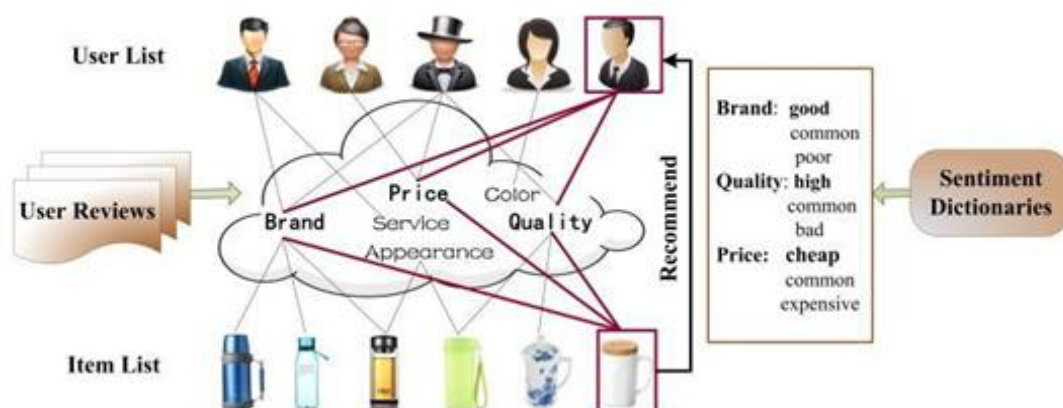 User List
User Reviews
Brand
Price
Service
Appearance
Color
Quality
Item List
Recommend
Brand: good
common
poor
Quality: high
common
bad
Price: cheap
common
expensive
Sentiment
Dictionaries